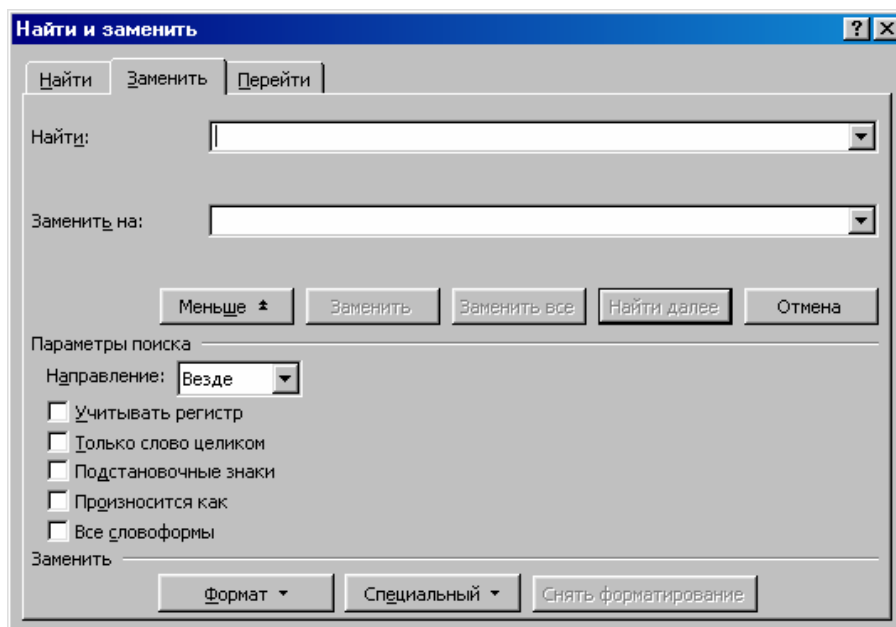 Найти и заменить
Найти Заменить Перейти
Найти:
Заменить на:
Меньше Заменить Заменить все Найти далее Отмена
Параметры поиска
Направление: Везде
Учитывать регистр
Только слово целиком
Подстановочные знаки
Произносится как
Все словоформы
Заменить
Формат Специальный Снять форматирование